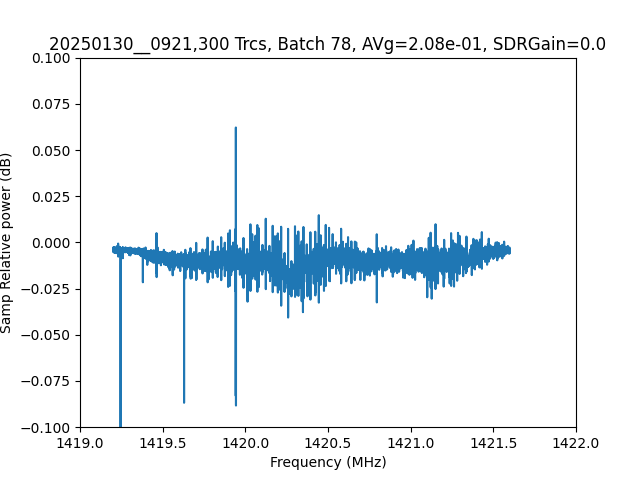 20250130__0921,300 Trcs, Batch 78, AVg=2.08e-01, SDRGain=0.0
0.100
0.075
0.050
0.025
0.000
−0.025
−0.050
−0.075
−0.100
Samp Relative power (dB)
1419.0 1419.5 1420.0 1420.5 1421.0 1421.5 1422.0
Frequency (MHz)